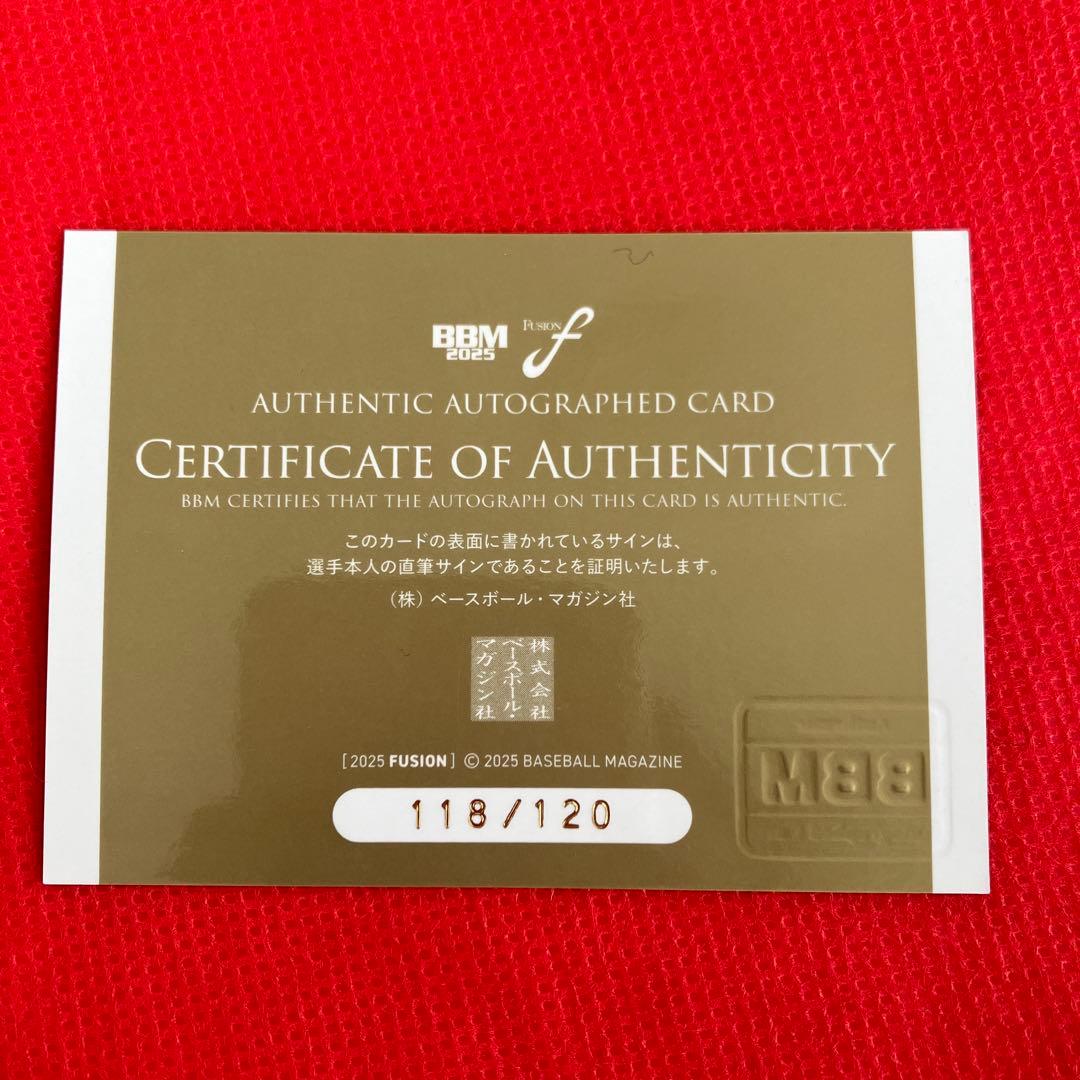 BBM
2025
FUSION f
AUTHENTIC AUTOGRAPHED CARD
CERTIFICATE OF AUTHENTICITY
BBM CERTIFIES THAT THE AUTOGRAPH ON THIS CARD IS AUTHENTIC.
このカードの表面に書かれているサインは、
選手本人の直筆サインであることを証明いたします。
（株）ベースボール・マガジン社
株式会社
ベースボール・
マガジン社
[2025 FUSION] © 2025 BASEBALL MAGAZINE
118/120
BBM